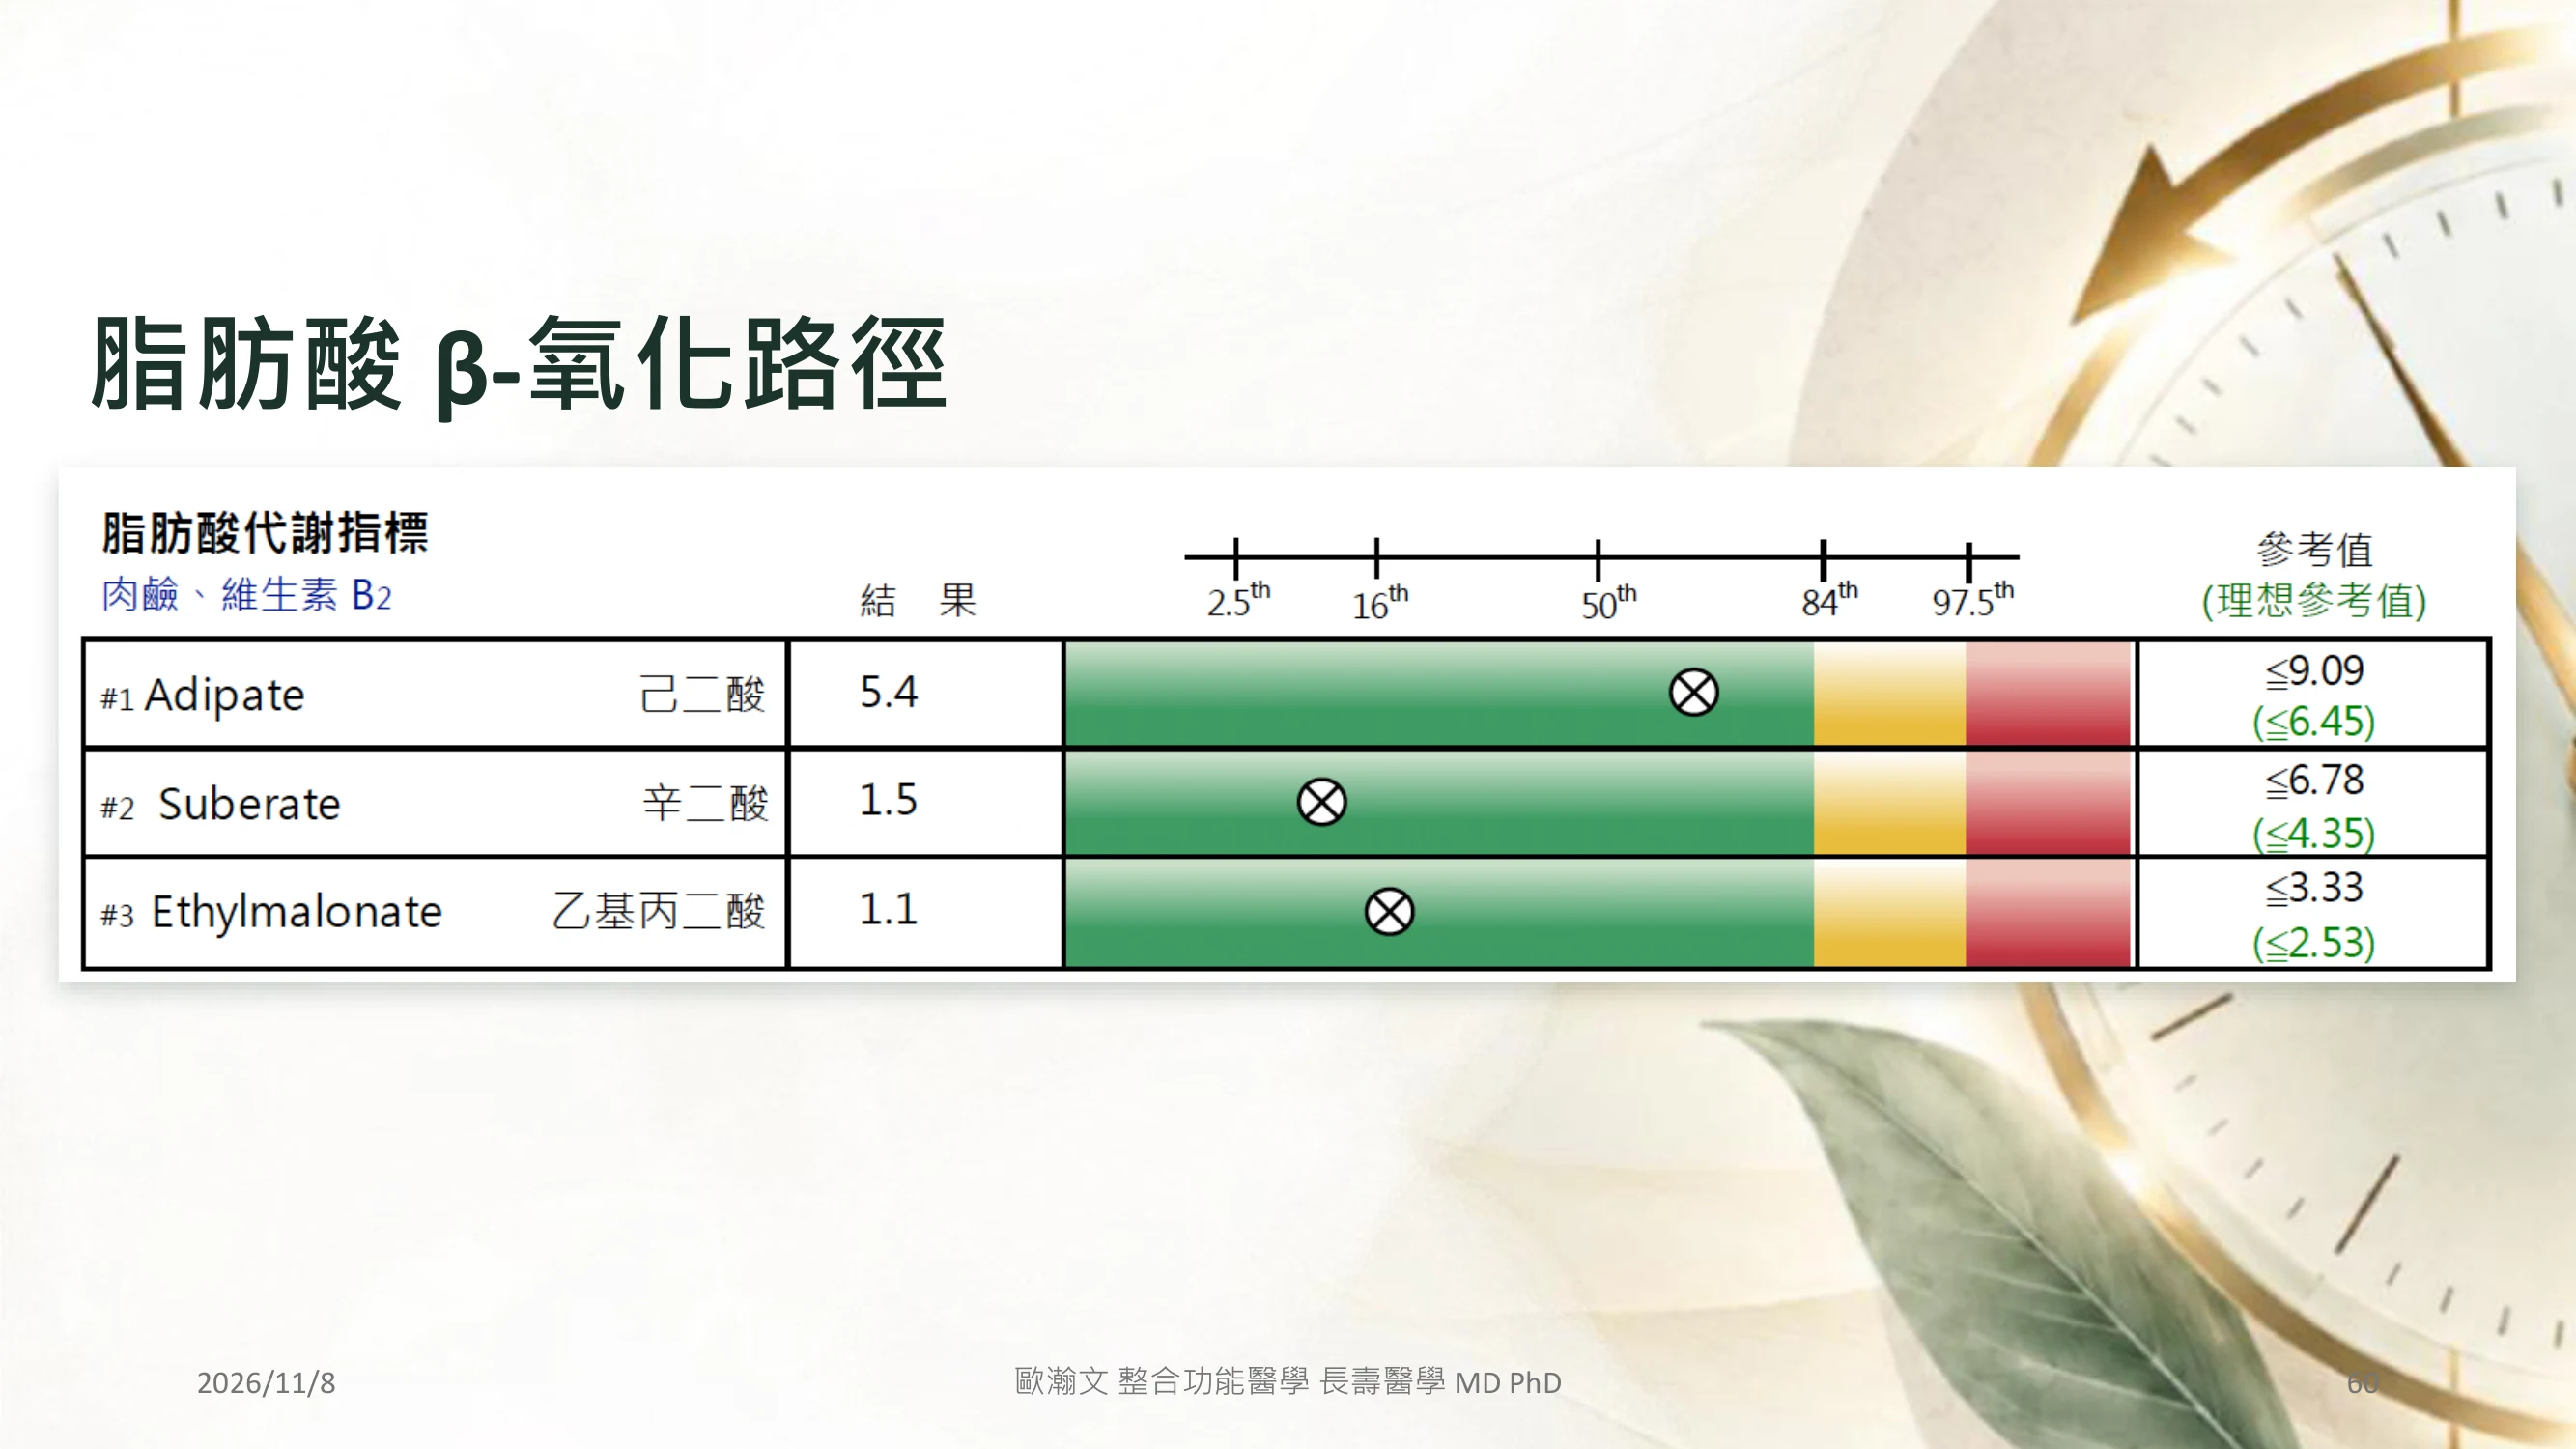 脂肪酸 β-氧化路徑
脂肪酸代謝指標
肉鹼、維生素 B2
結 果
2.5th 16th 50th 84th 97.5th
參考值
(理想參考值)
#1 Adipate 己二酸 5.4 ≦9.09
(≦6.45)
#2 Suberate 辛二酸 1.5 ≦6.78
(≦4.35)
#3 Ethylmalonate 乙基丙二酸 1.1 ≦3.33
(≦2.53)
2026/11/8
歐瀚文 整合功能醫學 長壽醫學 MD PhD
60